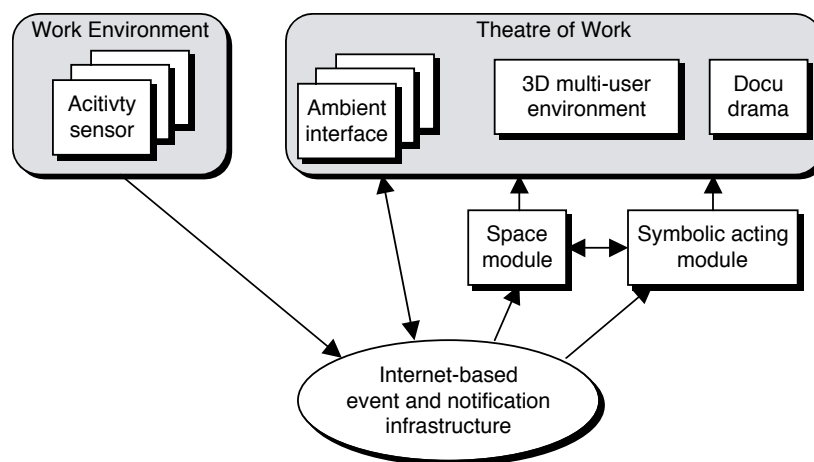 Work Environment
Acitivty
sensor
Theatre of Work
Ambient
interface
3D multi-user
environment
Docu
drama
Space
module
Symbolic acting
module
Internet-based
event and notification
infrastructure